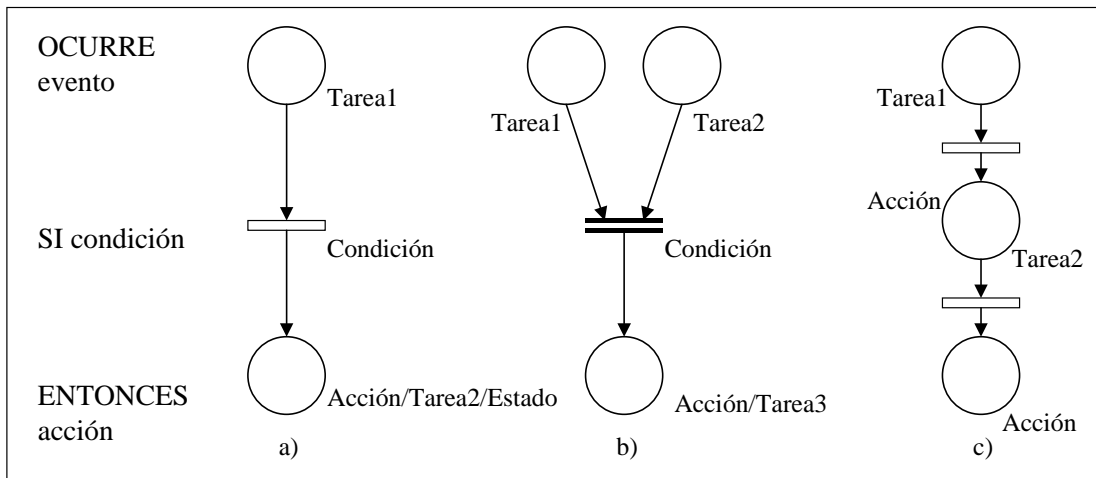 OCURRE
evento
Tarea1
Tarea1
Tarea2
Tarea1
SI condición
Condición
Condición
Acción
Tarea2
ENTONCES
acción
Acción/Tarea2/Estado
Acción/Tarea3
Acción
a)
b)
c)